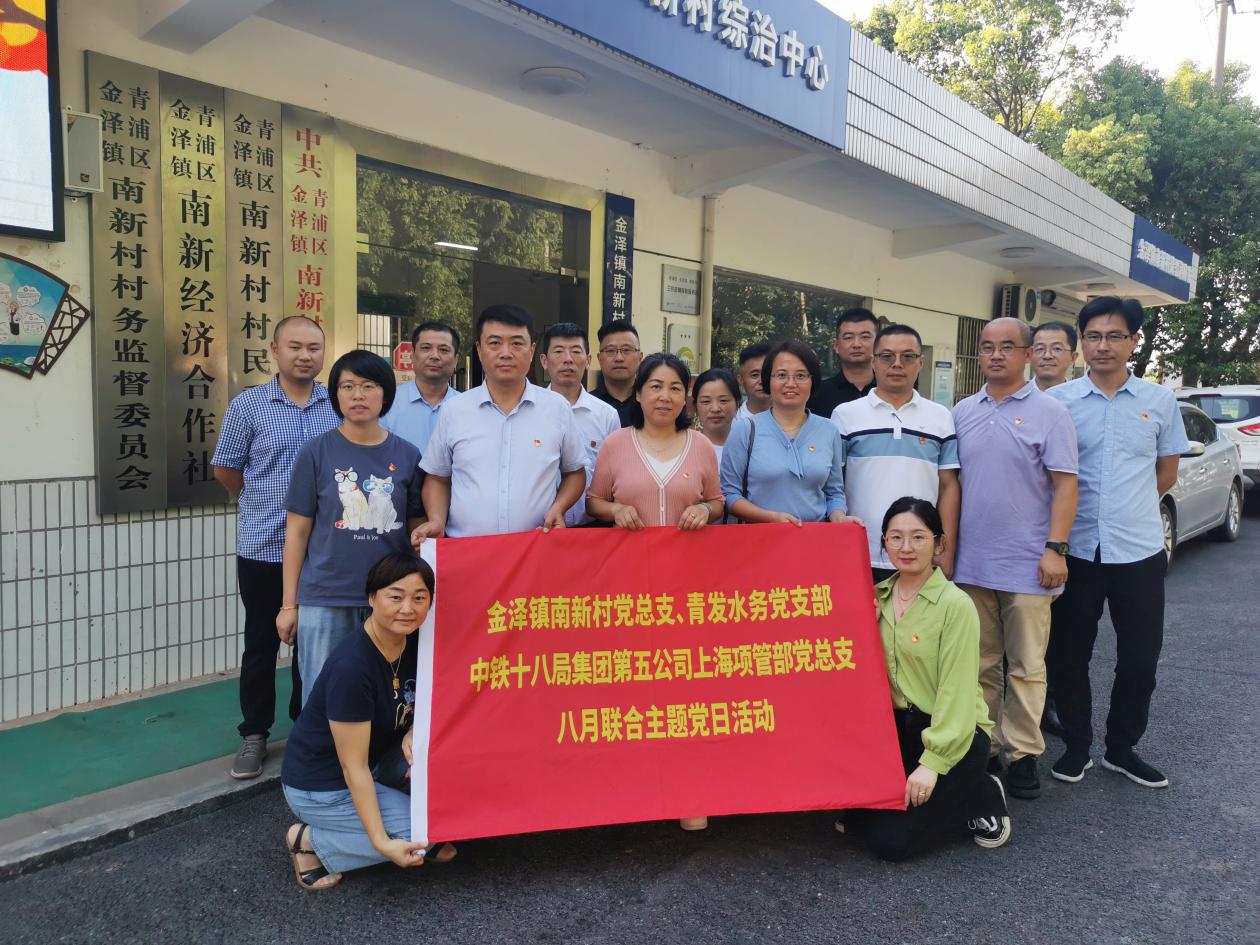 新村综治中心
青浦区
金泽镇
南新村村务监督委员会
青浦区
金泽镇
南新经济合作社
青浦区
金泽镇
南新村村民
中共
青浦区
金泽镇
南新
金泽镇南新村
Paul & Joe
金泽镇南新村党总支、青发水务党支部
中铁十八局集团第五公司上海项管部党总支
八月联合主题党日活动